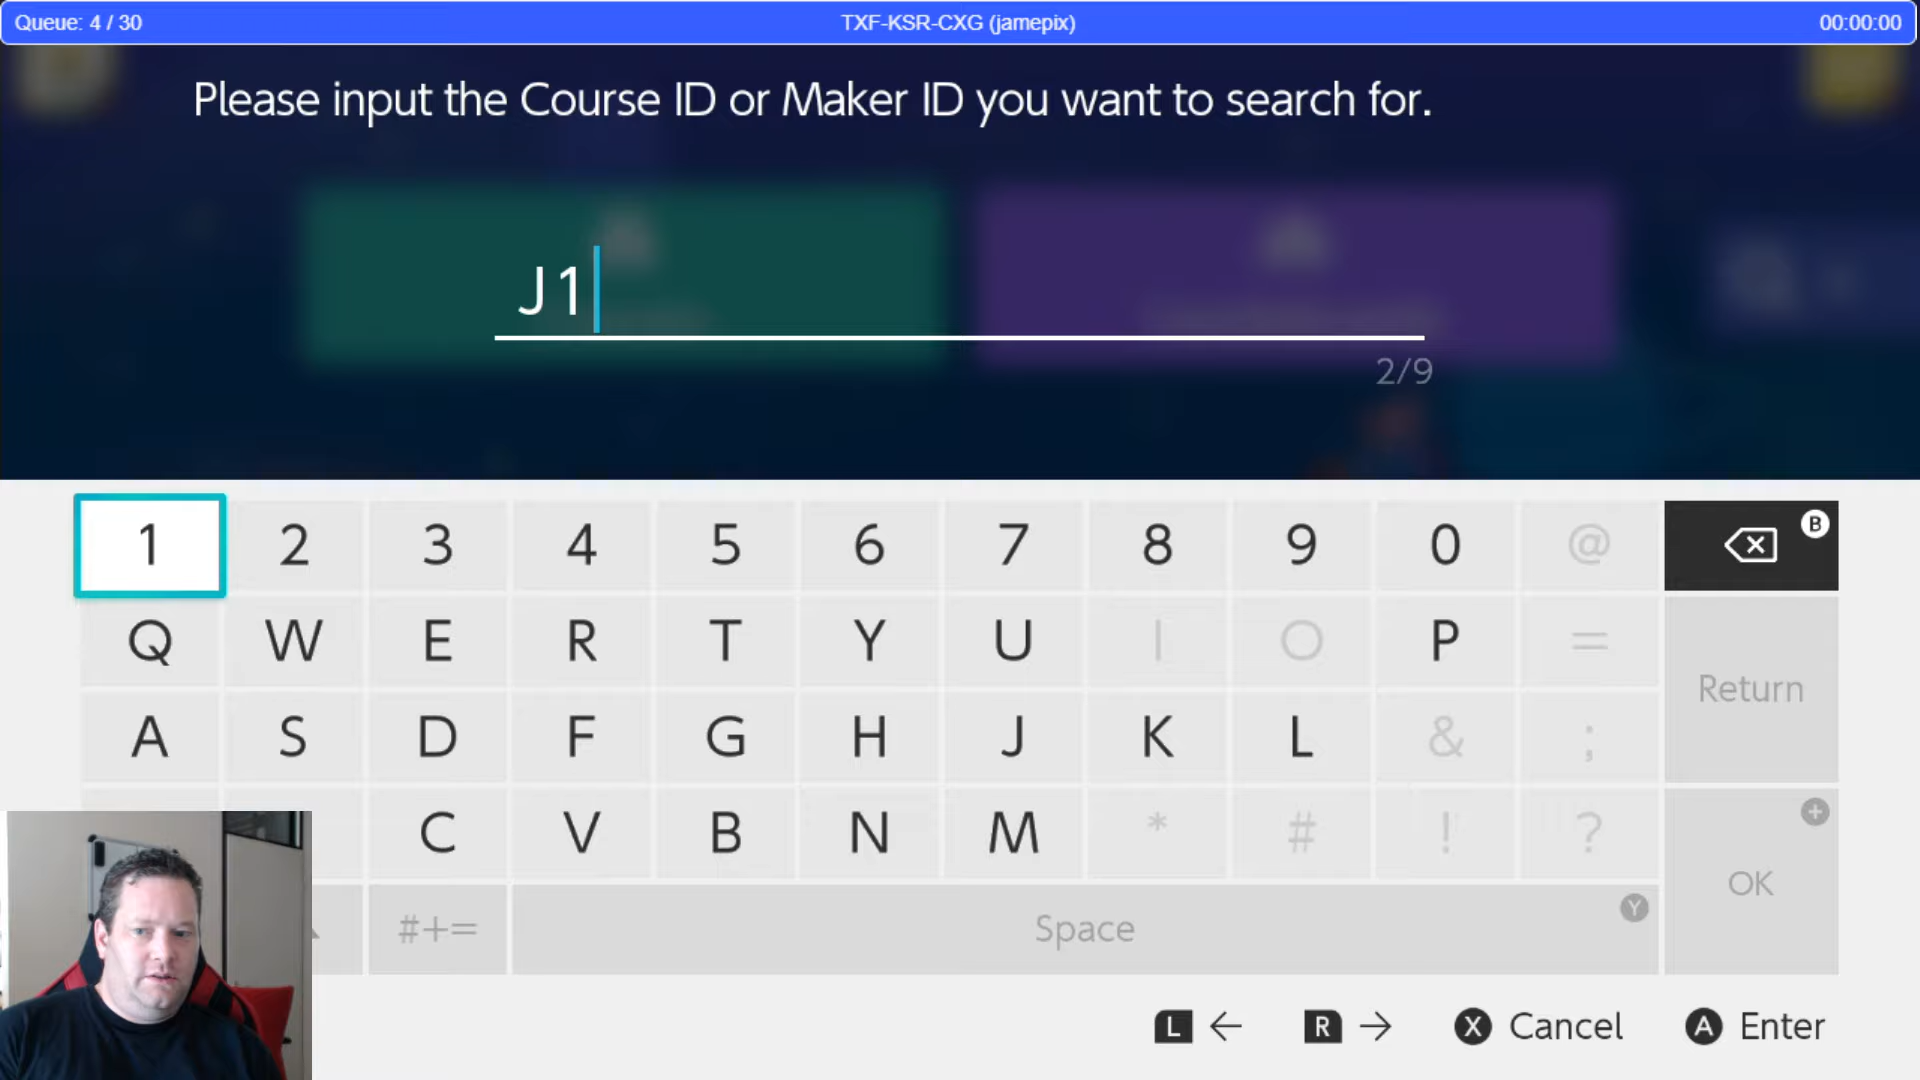 Queue: 4 / 30 TXF-KSR-CXG (jamepix) 00:00:00
Please input the Course ID or Maker ID you want to search for.
J1
2/9
1 2 3 4 5 6 7 8 9 0 @ B
Q W E R T Y U I O P =
Return
A S D F G H J K L & ;
C V B N M * # ! ? +
OK
#+= Space Y
L ← R → X Cancel A Enter